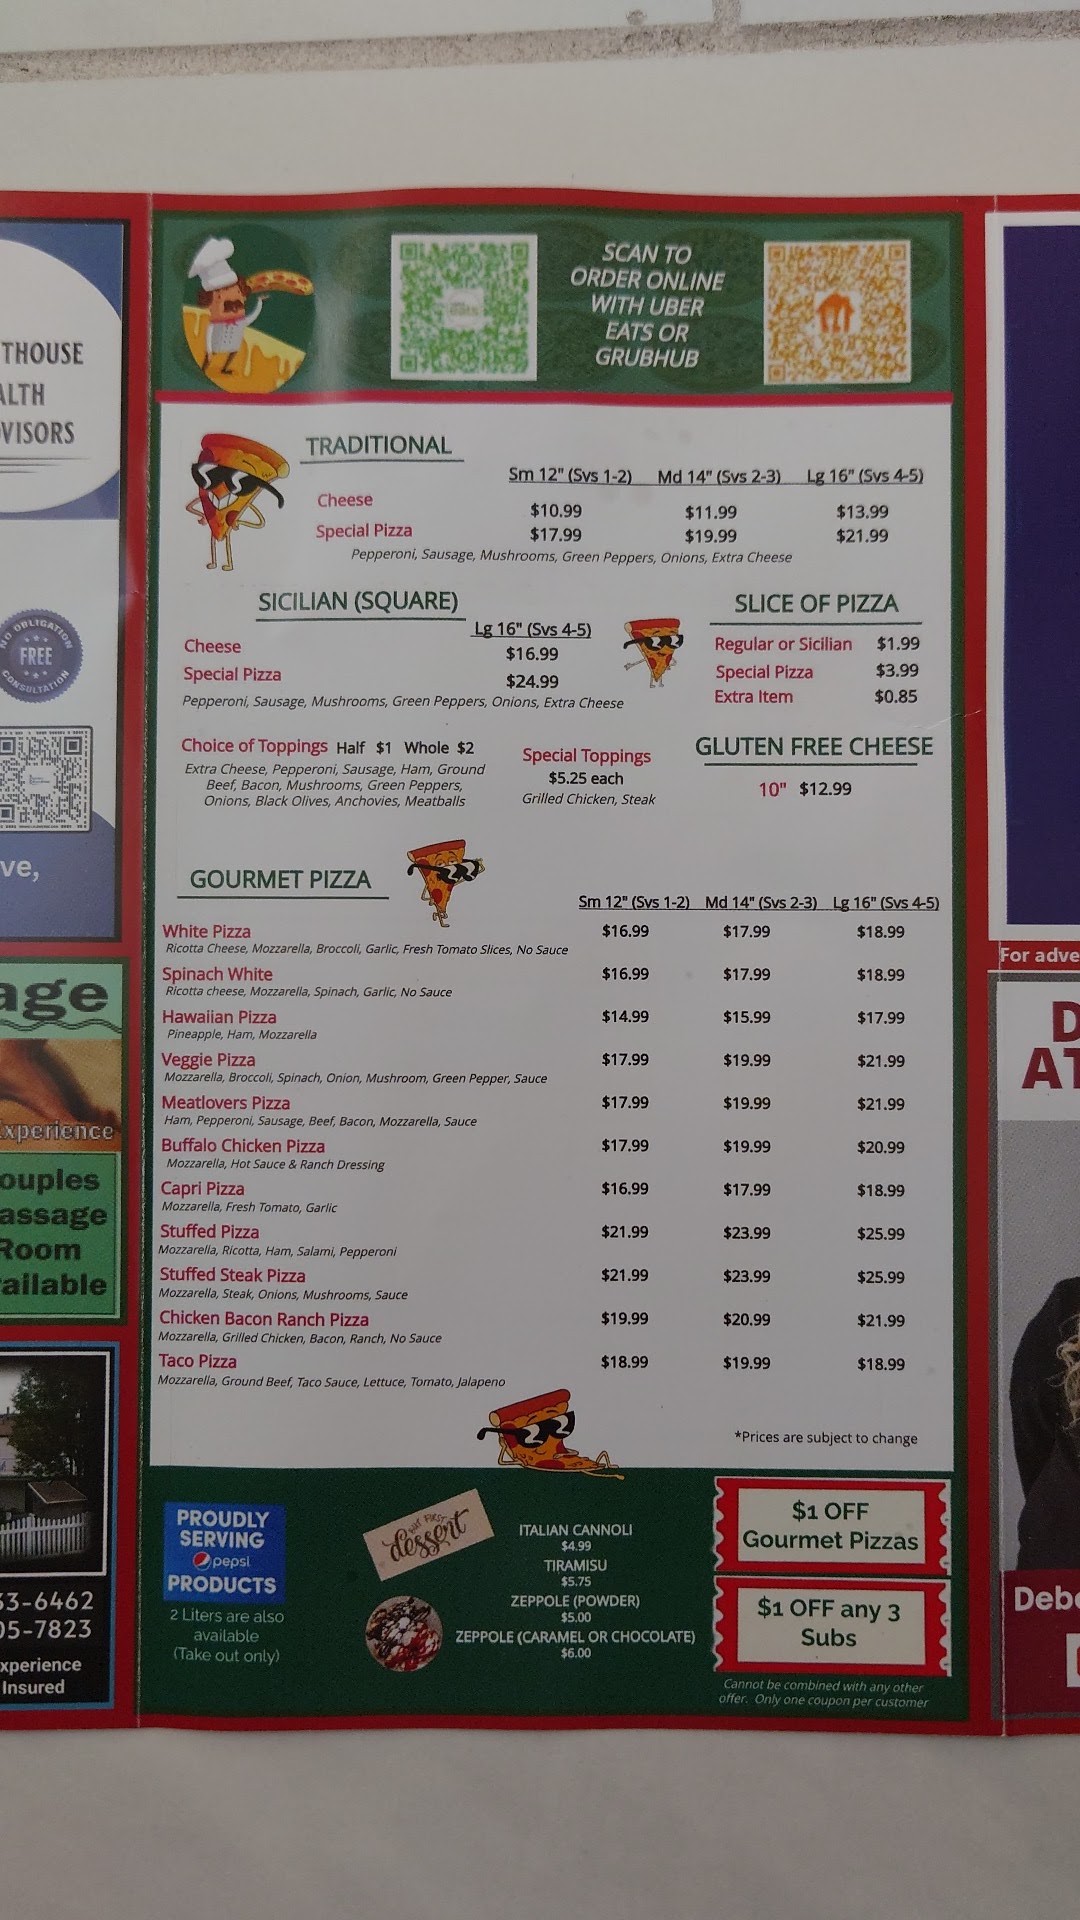 SCAN TO
ORDER ONLINE
WITH UBER
EATS OR
GRUBHUB
TRADITIONAL
Sm 12" (Svs 1-2) Md 14" (Svs 2-3) Lg 16" (Svs 4-5)
Cheese $10.99 $11.99 $13.99
Special Pizza $17.99 $19.99 $21.99
Pepperoni, Sausage, Mushrooms, Green Peppers, Onions, Extra Cheese
SICILIAN (SQUARE)
Lg 16" (Svs 4-5)
Cheese $16.99
Special Pizza $24.99
Pepperoni, Sausage, Mushrooms, Green Peppers, Onions, Extra Cheese
SLICE OF PIZZA
Regular or Sicilian $1.99
Special Pizza $3.99
Extra Item $0.85
Choice of Toppings Half $1 Whole $2
Extra Cheese, Pepperoni, Sausage, Ham, Ground
Beef, Bacon, Mushrooms, Green Peppers,
Onions, Black Olives, Anchovies, Meatballs
Special Toppings
$5.25 each
Grilled Chicken, Steak
GLUTEN FREE CHEESE
10" $12.99
GOURMET PIZZA
Sm 12" (Svs 1-2) Md 14" (Svs 2-3) Lg 16" (Svs 4-5)
White Pizza $16.99 $17.99 $18.99
Ricotta Cheese, Mozzarella, Broccoli, Garlic, Fresh Tomato Slices, No Sauce
Spinach White $16.99 $17.99 $18.99
Ricotta cheese, Mozzarella, Spinach, Garlic, No Sauce
Hawaiian Pizza $14.99 $15.99 $17.99
Pineapple, Ham, Mozzarella
Veggie Pizza $17.99 $19.99 $21.99
Mozzarella, Broccoli, Spinach, Onion, Mushroom, Green Pepper, Sauce
Meatlovers Pizza $17.99 $19.99 $21.99
Ham, Pepperoni, Sausage, Beef, Bacon, Mozzarella, Sauce
Buffalo Chicken Pizza $17.99 $19.99 $20.99
Mozzarella, Hot Sauce & Ranch Dressing
Capri Pizza $16.99 $17.99 $18.99
Mozzarella, Fresh Tomato, Garlic
Stuffed Pizza $21.99 $23.99 $25.99
Mozzarella, Ricotta, Ham, Salami, Pepperoni
Stuffed Steak Pizza $21.99 $23.99 $25.99
Mozzarella, Steak, Onions, Mushrooms, Sauce
Chicken Bacon Ranch Pizza $19.99 $20.99 $21.99
Mozzarella, Grilled Chicken, Bacon, Ranch, No Sauce
Taco Pizza $18.99 $19.99 $18.99
Mozzarella, Ground Beef, Taco Sauce, Lettuce, Tomato, Jalapeno
*Prices are subject to change
PROUDLY
SERVING
pepsi
PRODUCTS
2 Liters are also
available
(Take out only)
EAT FIRST
dessert
ITALIAN CANNOLI
$4.99
TIRAMISU
$5.75
ZEPPOLE (POWDER)
$5.00
ZEPPOLE (CARAMEL OR CHOCOLATE)
$6.00
$1 OFF
Gourmet Pizzas
$1 OFF any 3
Subs
Cannot be combined with any other
offer. Only one coupon per customer
THOUSE
ALTH
VISORS
NO OBLIGATION
FREE
CONSULTATION
ve,
age
xperience
ouples
assage
Room
ailable
33-6462
05-7823
xperience
Insured
For adve
D
AT
Debo